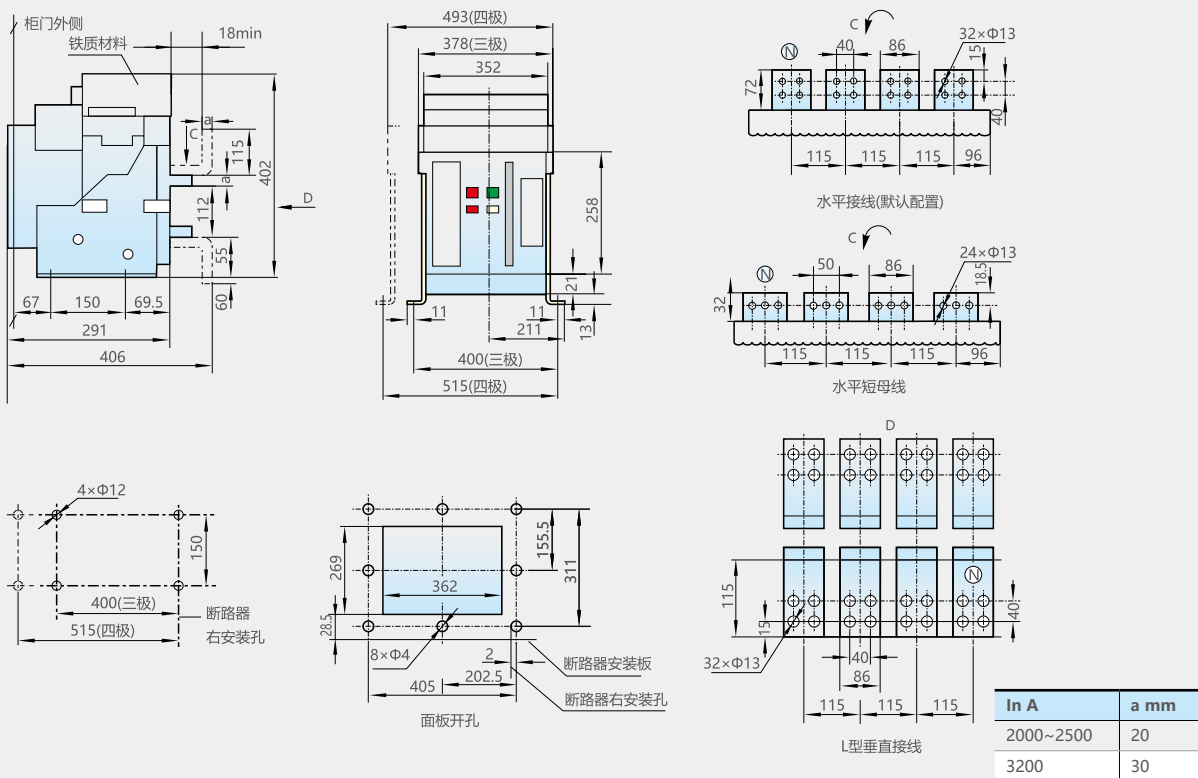 柜门外侧
铁质材料
18min
a
C
115
a
402
D
112
55
60
67
150
69.5
291
406
493(四极)
378(三极)
352
258
21
13
11
11
211
400(三极)
515(四极)
C
N
40
86
32×Φ13
15
72
40
115
115
115
96
水平接线(默认配置)
C
N
50
86
24×Φ13
18.5
32
115
115
115
96
水平短母线
4×Φ12
150
400(三极)
515(四极)
断路器
右安装孔
269
362
155.5
311
28.5
8×Φ4
2
202.5
405
断路器安装板
断路器右安装孔
面板开孔
D
N
115
15
40
32×Φ13
40
86
115
115
115
L型垂直接线
In A a mm
2000~2500 20
3200 30